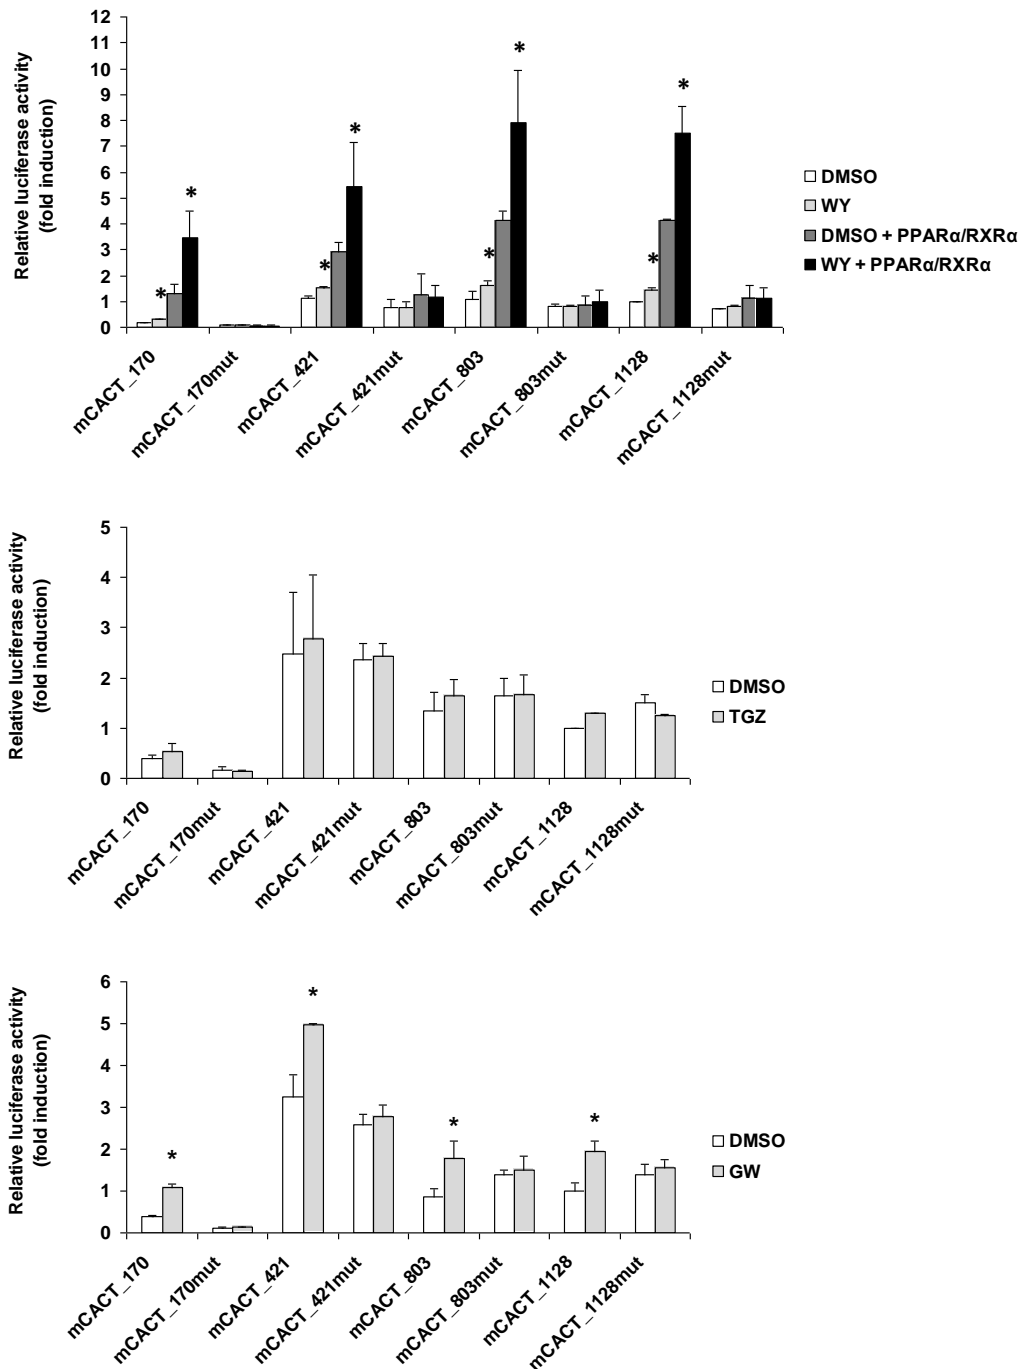 Relative luciferase activity
(fold induction)
12
11
10
9
8
7
6
5
4
3
2
1
0
*
*
*
*
*
*
*
*
mCACT_170
mCACT_170mut
mCACT_421
mCACT_421mut
mCACT_803
mCACT_803mut
mCACT_1128
mCACT_1128mut
DMSO
WY
DMSO + PPARα/RXRα
WY + PPARα/RXRα
Relative luciferase activity
(fold induction)
5
4
3
2
1
0
mCACT_170
mCACT_170mut
mCACT_421
mCACT_421mut
mCACT_803
mCACT_803mut
mCACT_1128
mCACT_1128mut
DMSO
TGZ
Relative luciferase activity
(fold induction)
6
5
4
3
2
1
0
*
*
*
*
mCACT_170
mCACT_170mut
mCACT_421
mCACT_421mut
mCACT_803
mCACT_803mut
mCACT_1128
mCACT_1128mut
DMSO
GW